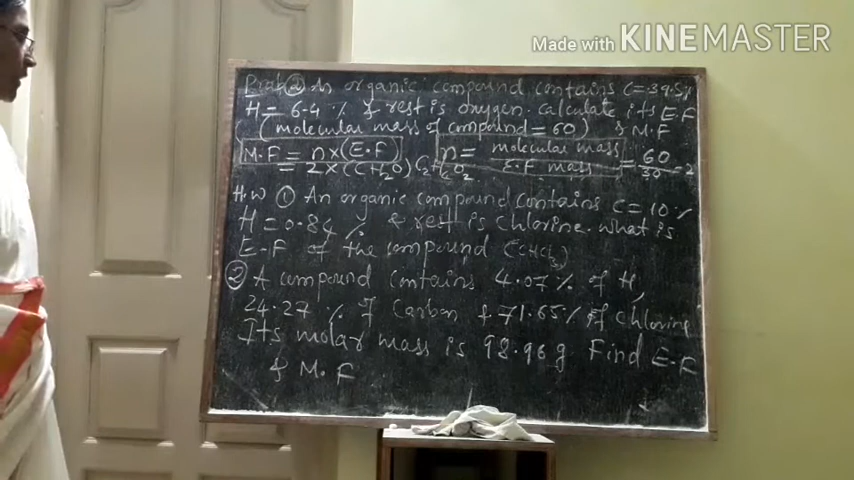 Made with KINEMASTER
Prob ② An organic compound contains C=39.5%
H= 6.4 % & rest is oxygen. calculate its E.F
(molecular mass of compound = 60) & M.F
M.F = n×(E.F) n= molecular mass / E.F mass = 60/30 =2
= 2×(CH2O) C2H4O2
H.W ① An organic compound contains C=10%
H=0.84 % & rest is chlorine. what is
E.F of the compound (CHCl3)
② A compound contains 4.07% of H,
24.27 % of Carbon & 71.65% of chlorine
Its molar mass is 98.96 g. Find E.F
& M.F